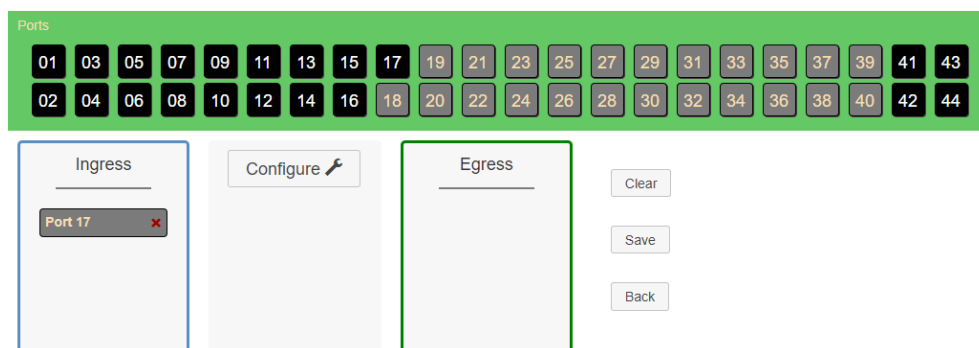 Ports
01 03 05 07 09 11 13 15 17 19 21 23 25 27 29 31 33 35 37 39 41 43
02 04 06 08 10 12 14 16 18 20 22 24 26 28 30 32 34 36 38 40 42 44
Ingress
Port 17
Configure
Egress
Clear
Save
Back